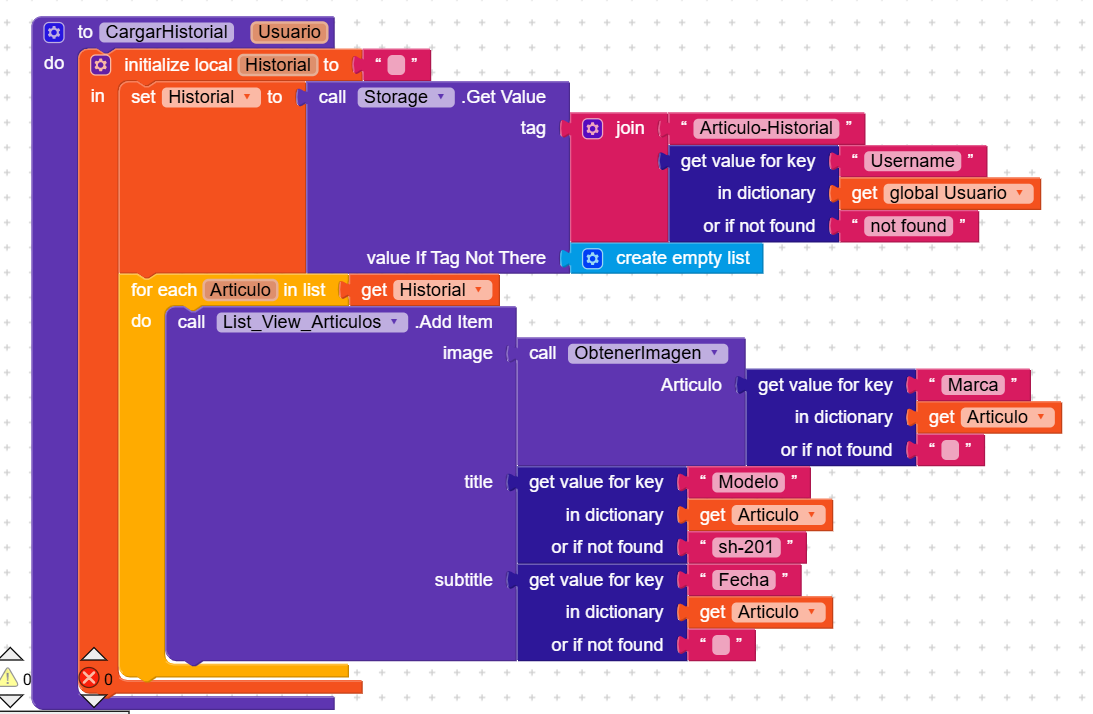 to CargarHistorial Usuario
do initialize local Historial to " "
in set Historial to call Storage .Get Value
tag join " Articulo-Historial "
get value for key " Username "
in dictionary get global Usuario
or if not found " not found "
value If Tag Not There create empty list
for each Articulo in list get Historial
do call List_View_Articulos .Add Item
image call ObtenerImagen
Articulo get value for key " Marca "
in dictionary get Articulo
or if not found " "
title get value for key " Modelo "
in dictionary get Articulo
or if not found " sh-201 "
subtitle get value for key " Fecha "
in dictionary get Articulo
or if not found " "
0 0